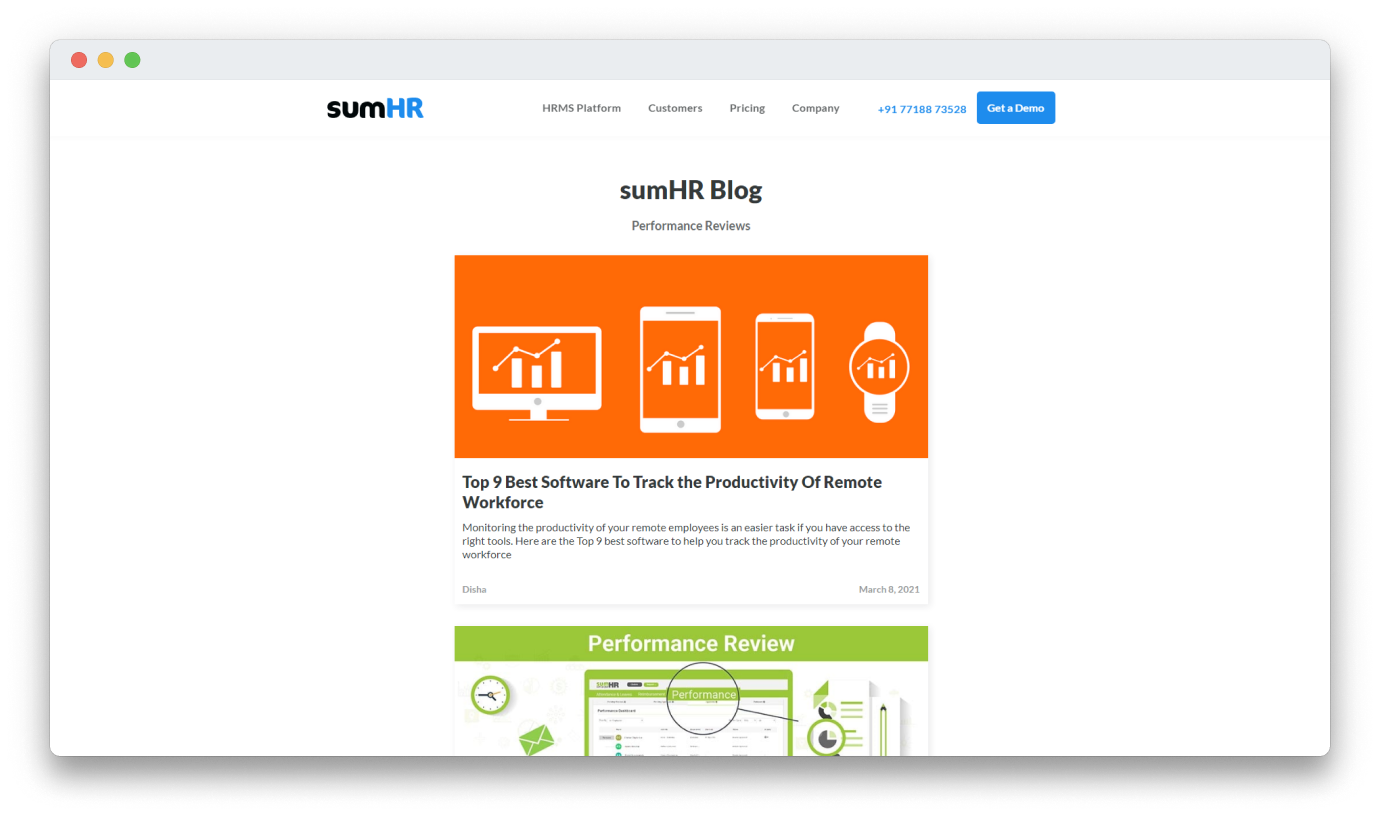 sumHR
HRMS Platform Customers Pricing Company +91 77188 73528 Get a Demo
sumHR Blog
Performance Reviews
Top 9 Best Software To Track the Productivity Of Remote
Workforce
Monitoring the productivity of your remote employees is an easier task if you have access to the
right tools. Here are the Top 9 best software to help you track the productivity of your remote
workforce
Disha March 8, 2021
Performance Review
sumHR
Performance
Performance Dashboard